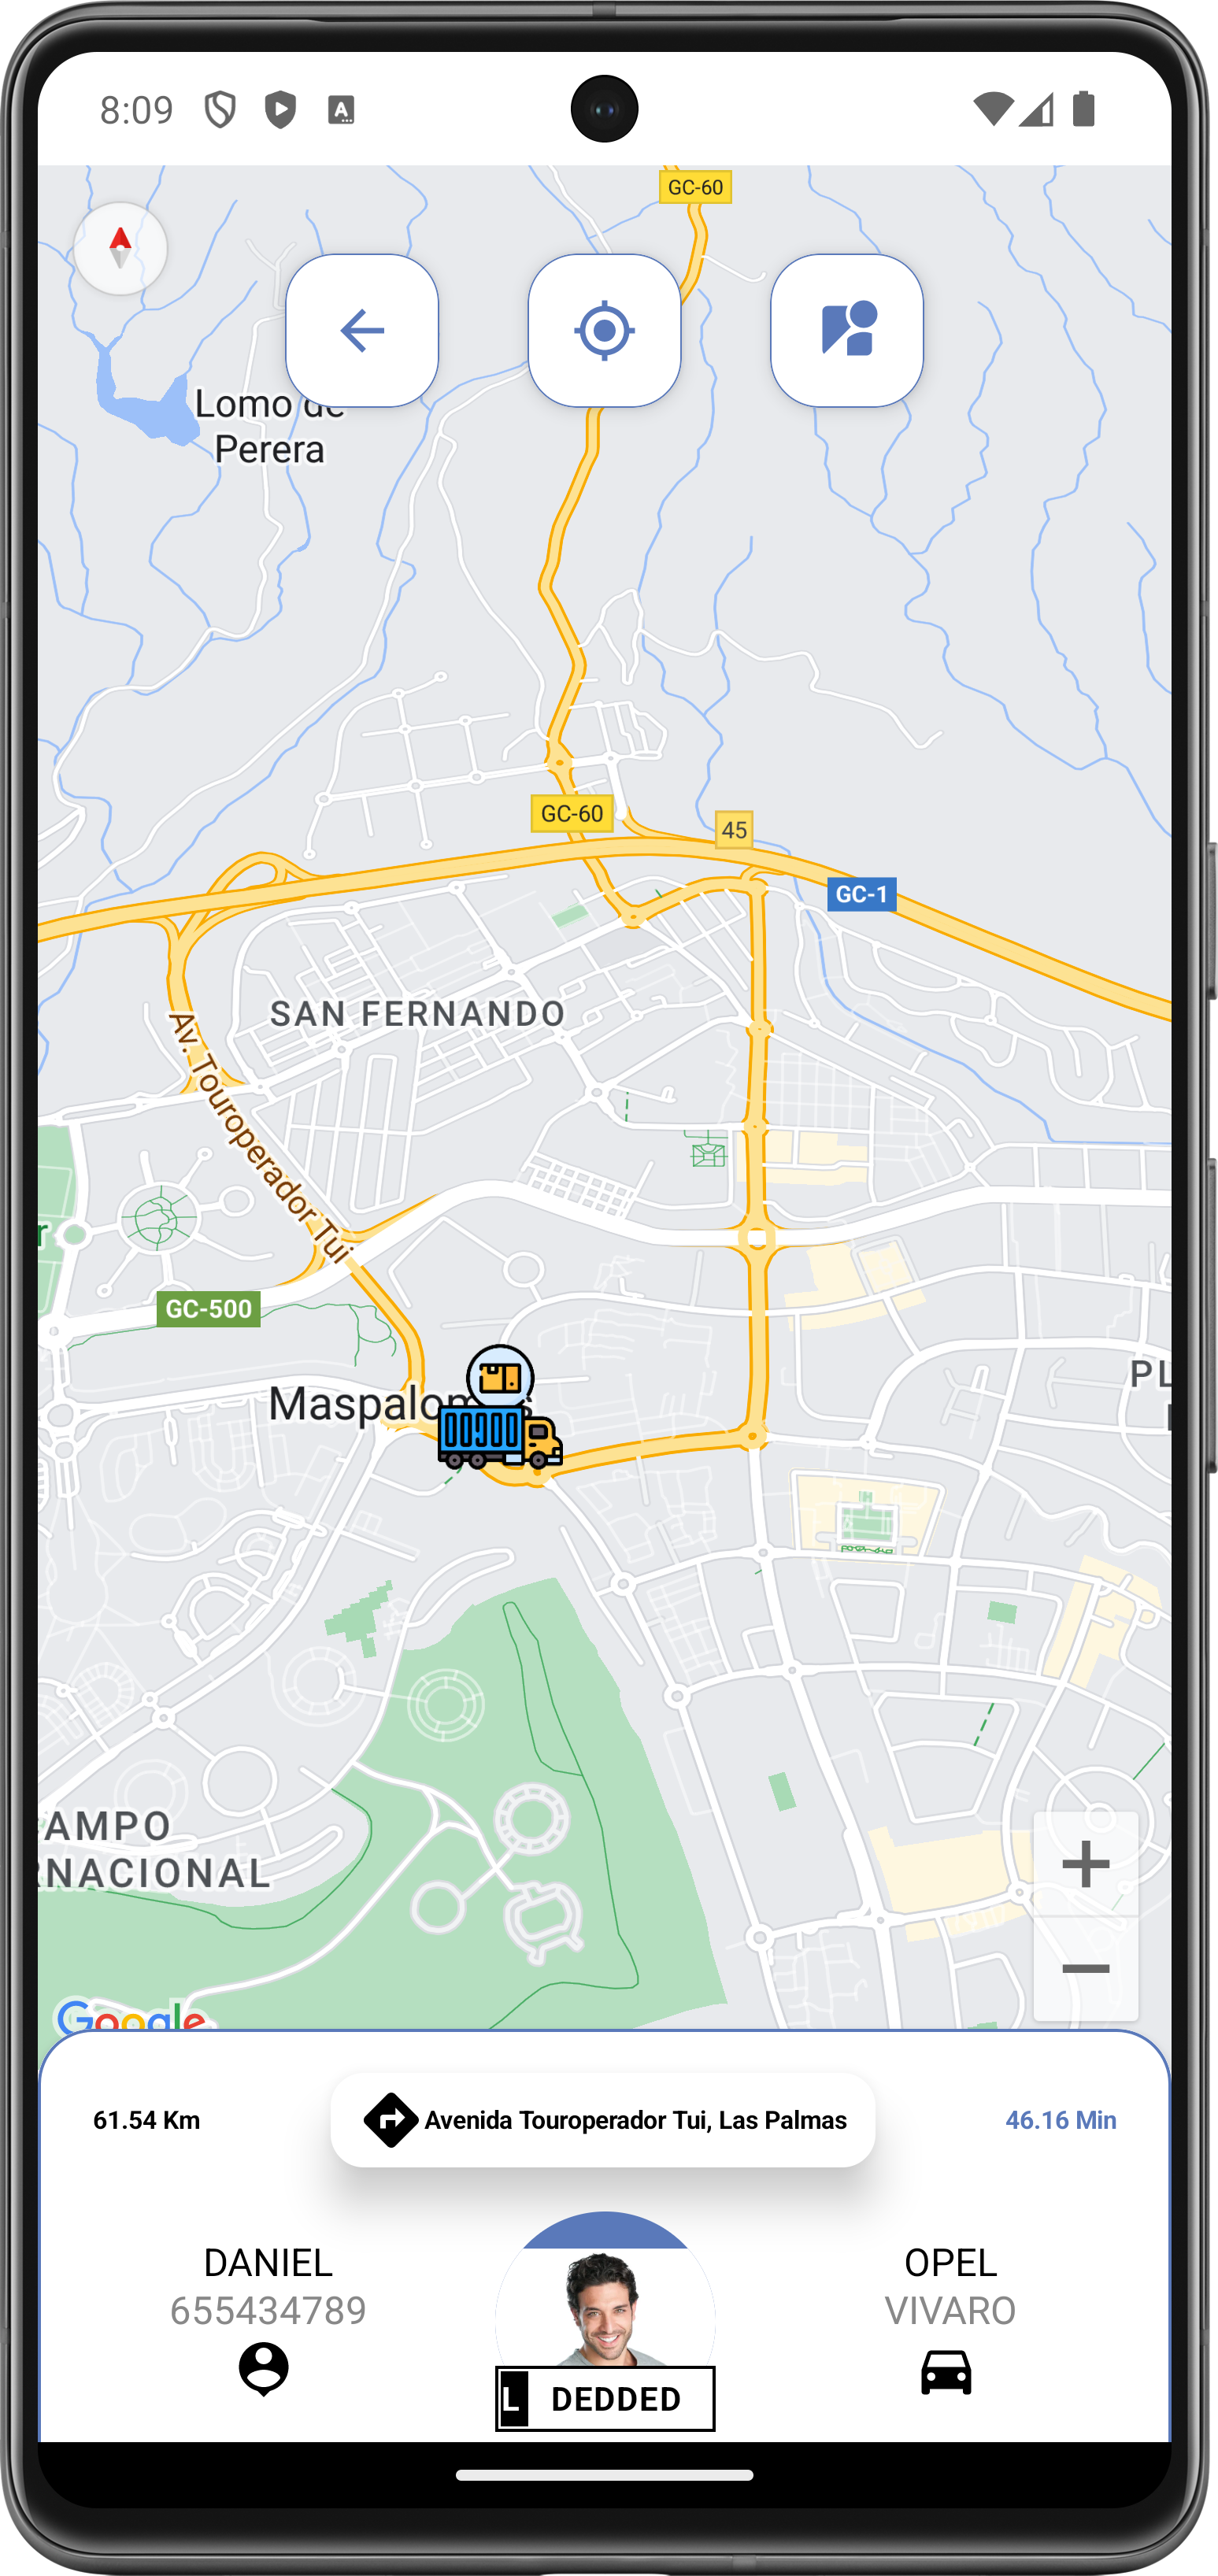 8:09
A
GC-60
Lomo de
Perera
GC-60
45
GC-1
SAN FERNANDO
Av. Touroperador Tui
r
GC-500
PL
Maspalo
AMPO
RNACIONAL
+
−
Google
61.54 Km
Avenida Touroperador Tui, Las Palmas
46.16 Min
DANIEL
OPEL
655434789
VIVARO
L
DEDDED